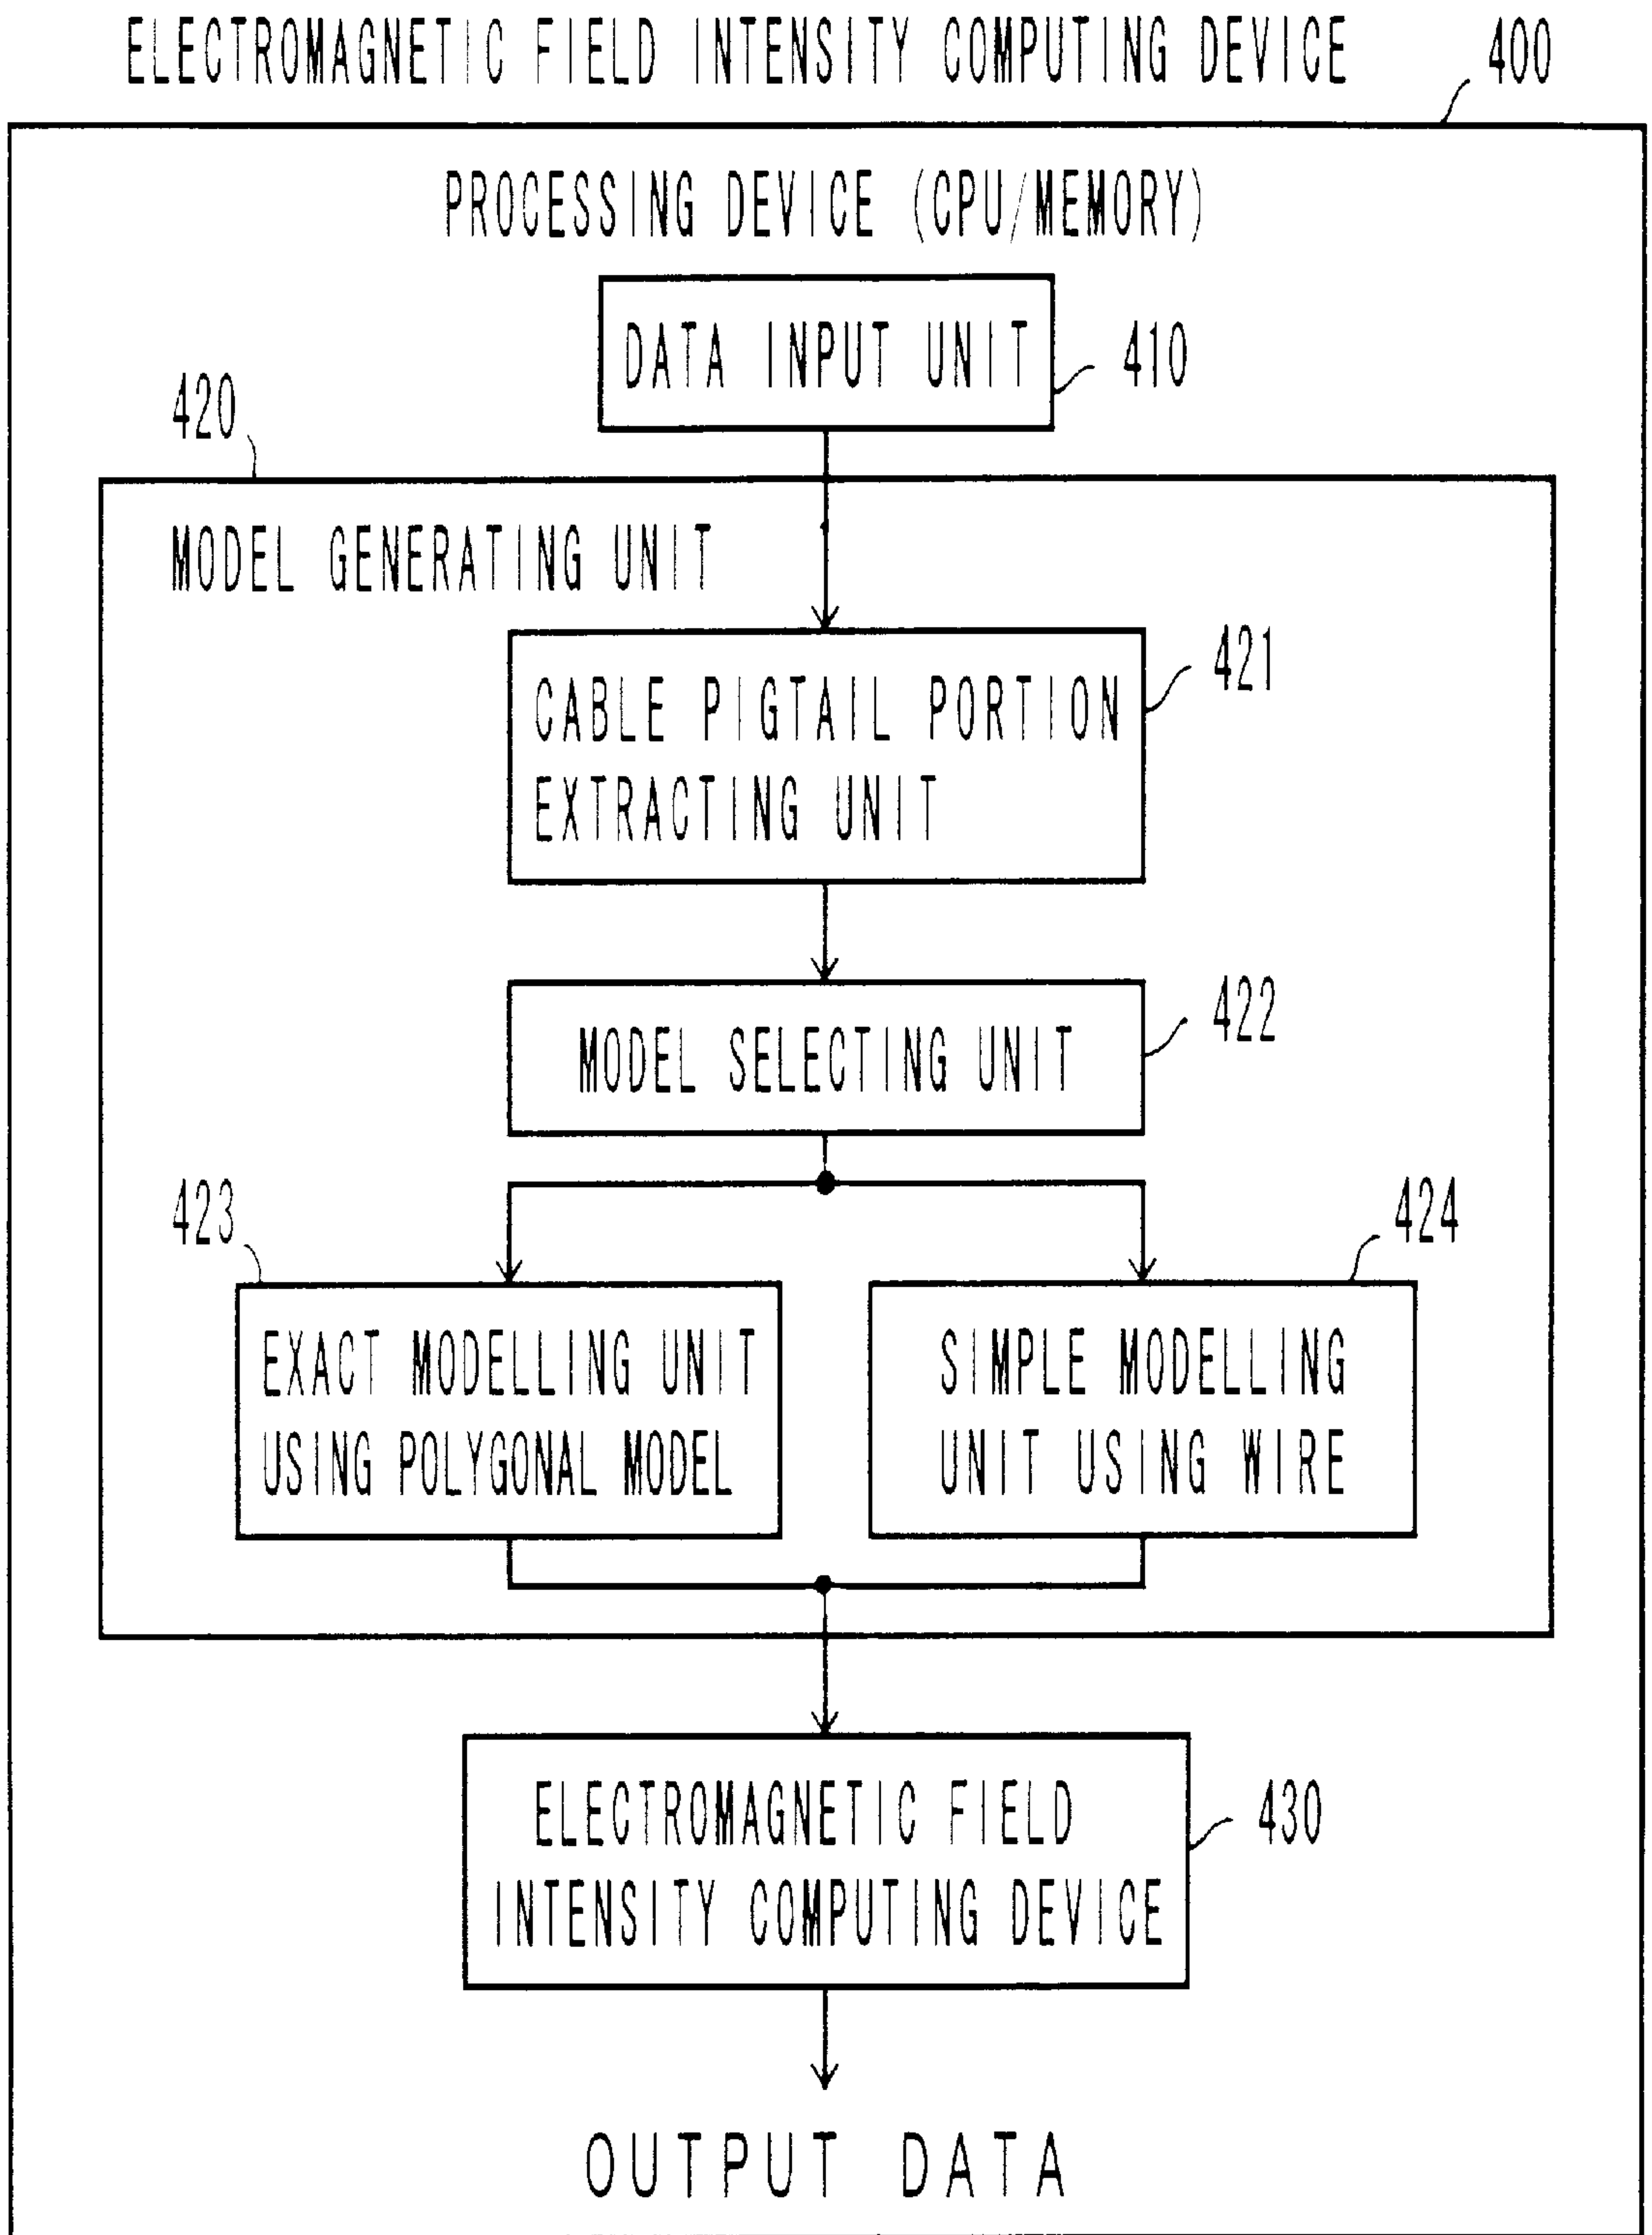 ELECTROMAGNETIC FIELD INTENSITY COMPUTING DEVICE 400
PROCESSING DEVICE (CPU/MEMORY)
DATA INPUT UNIT 410
420
MODEL GENERATING UNIT
CABLE PIGTAIL PORTION
EXTRACTING UNIT
421
MODEL SELECTING UNIT 422
423
424
EXACT MODELLING UNIT
USING POLYGONAL MODEL
SIMPLE MODELLING
UNIT USING WIRE
ELECTROMAGNETIC FIELD
INTENSITY COMPUTING DEVICE
430
OUTPUT DATA